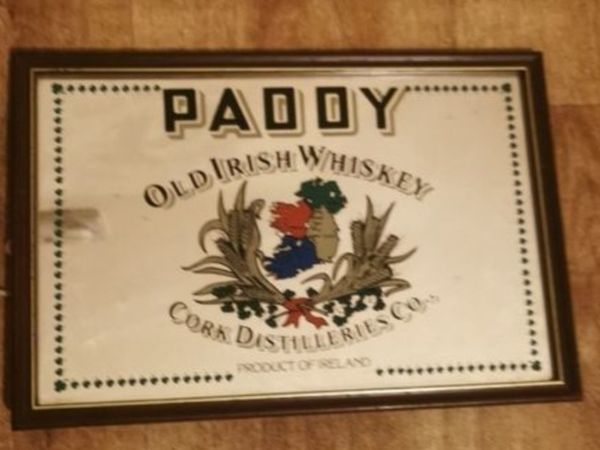 PADDY
OLD IRISH WHISKEY
CORK DISTILLERIES CO
PRODUCT OF IRELAND